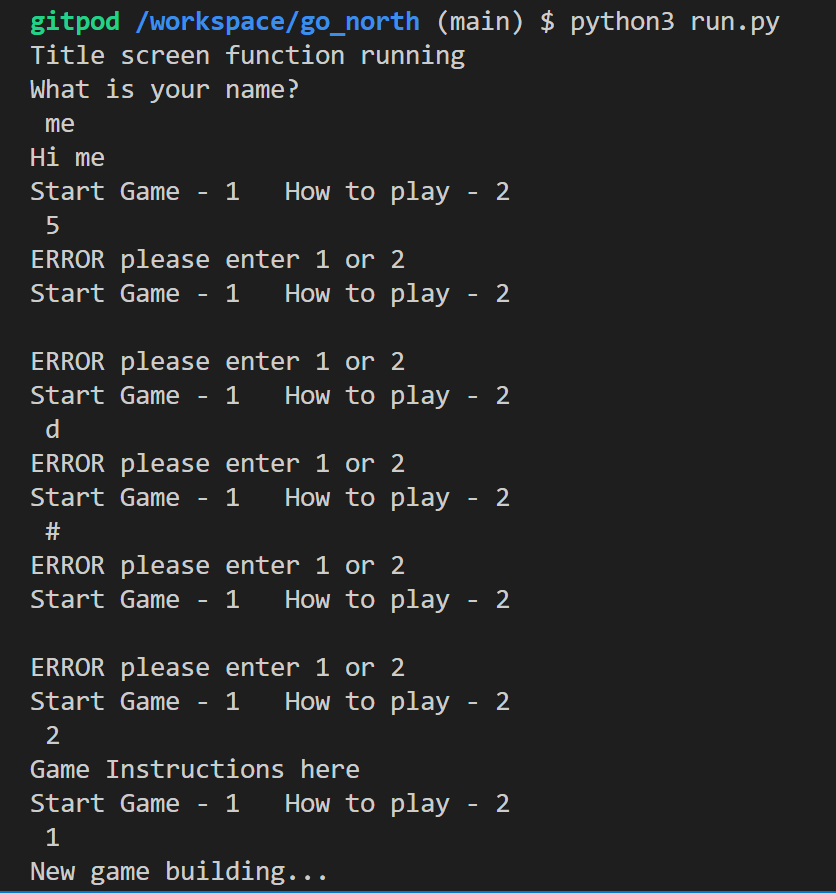 gitpod /workspace/go_north (main) $ python3 run.py
Title screen function running
What is your name?
 me
Hi me
Start Game - 1   How to play - 2
 5
ERROR please enter 1 or 2
Start Game - 1   How to play - 2

ERROR please enter 1 or 2
Start Game - 1   How to play - 2
 d
ERROR please enter 1 or 2
Start Game - 1   How to play - 2
 #
ERROR please enter 1 or 2
Start Game - 1   How to play - 2

ERROR please enter 1 or 2
Start Game - 1   How to play - 2
 2
Game Instructions here
Start Game - 1   How to play - 2
 1
New game building...